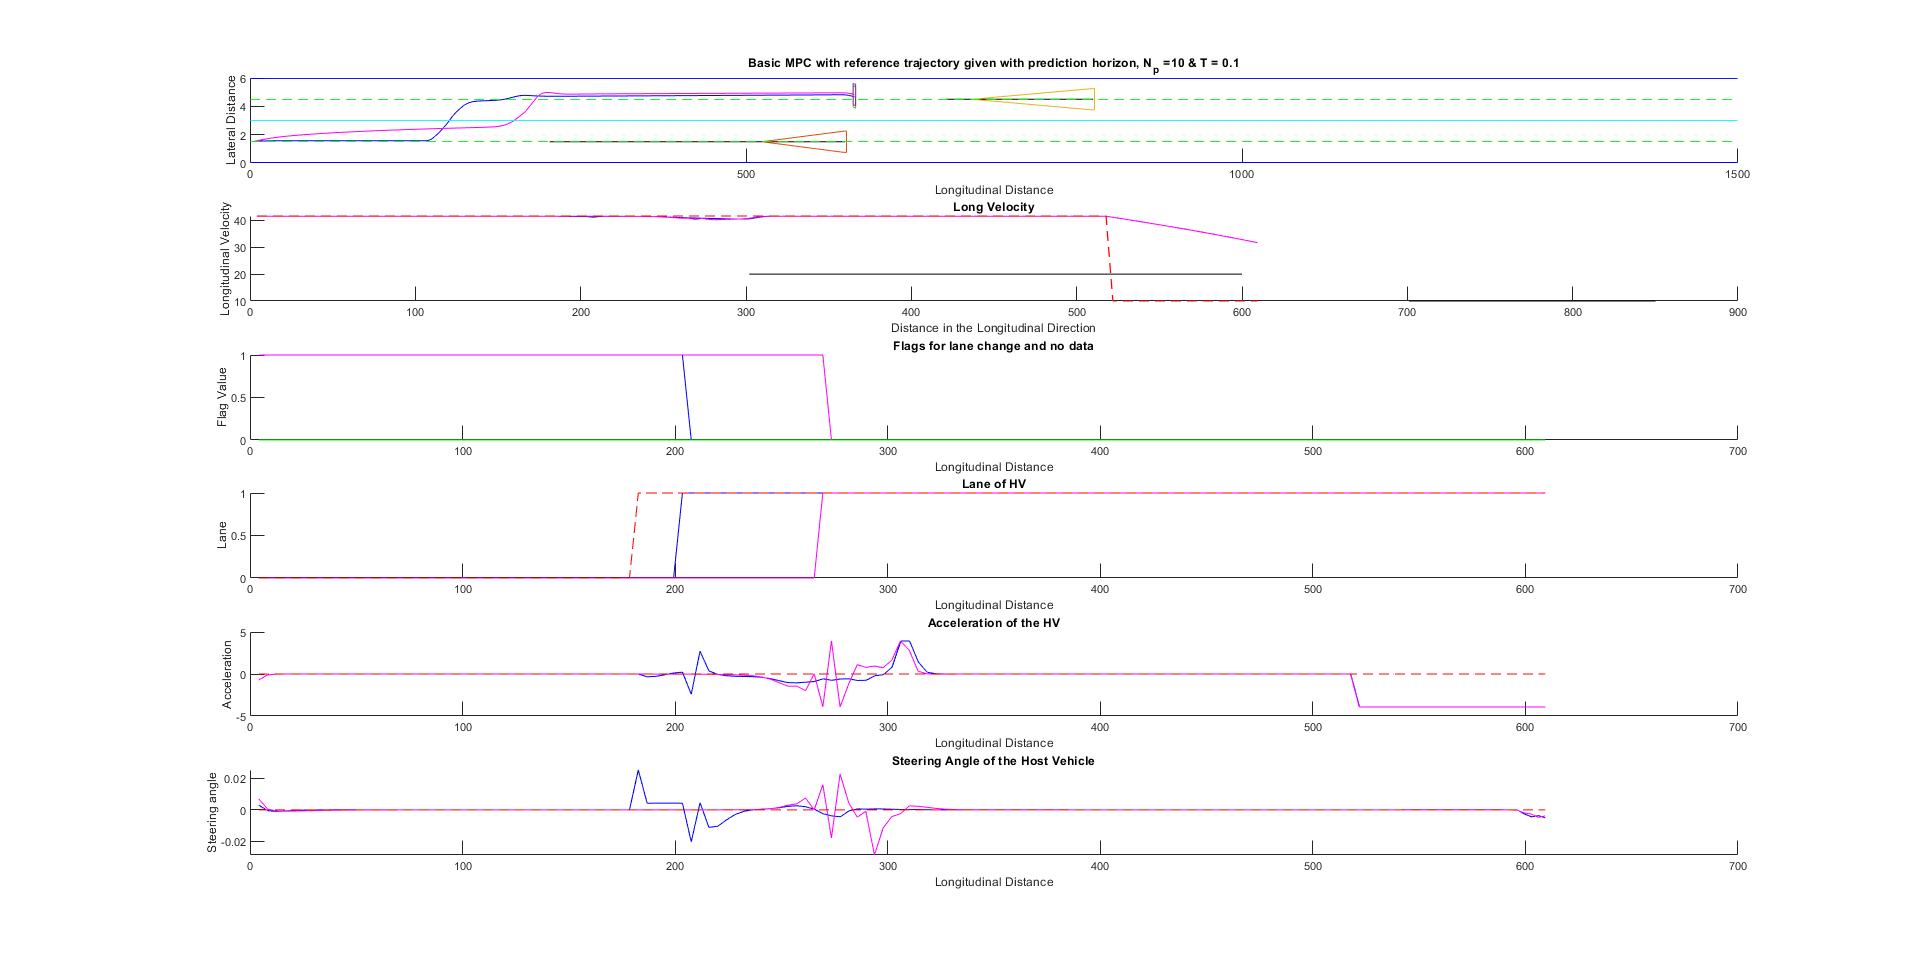 Basic MPC with reference trajectory given with prediction horizon, Np =10 & T = 0.1
Lateral Distance
6
4
2
0
0 500 1000 1500
Longitudinal Distance
Long Velocity
Longitudinal Velocity
40
30
20
10
0 100 200 300 400 500 600 700 800 900
Distance in the Longitudinal Direction
Flags for lane change and no data
Flag Value
1
0.5
0
0 100 200 300 400 500 600 700
Longitudinal Distance
Lane of HV
Lane
1
0.5
0
0 100 200 300 400 500 600 700
Longitudinal Distance
Acceleration of the HV
Acceleration
5
0
-5
0 100 200 300 400 500 600 700
Longitudinal Distance
Steering Angle of the Host Vehicle
Steering angle
0.02
0
-0.02
0 100 200 300 400 500 600 700
Longitudinal Distance